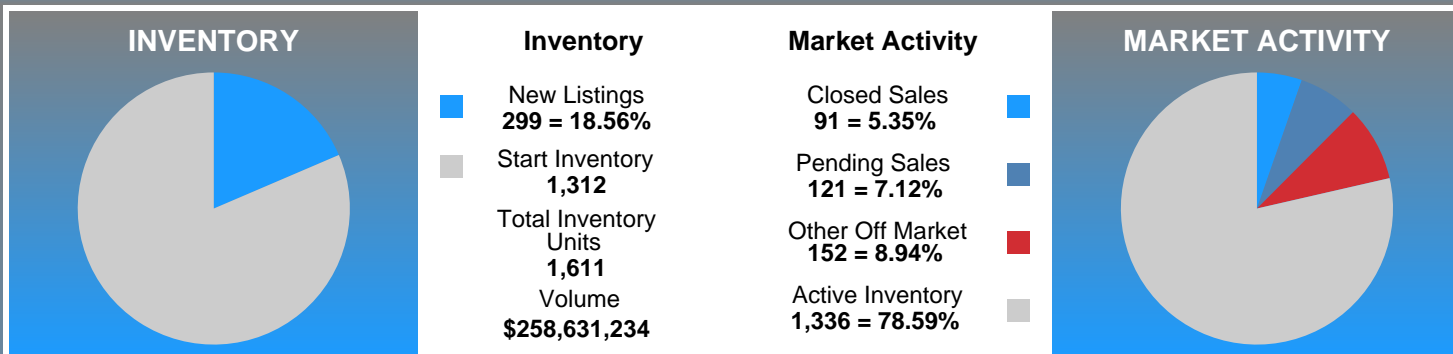 INVENTORY
Inventory
New Listings
299 = 18.56%
Start Inventory
1,312
Total Inventory
Units
1,611
Volume
$258,631,234
Market Activity
Closed Sales
91 = 5.35%
Pending Sales
121 = 7.12%
Other Off Market
152 = 8.94%
Active Inventory
1,336 = 78.59%
MARKET ACTIVITY